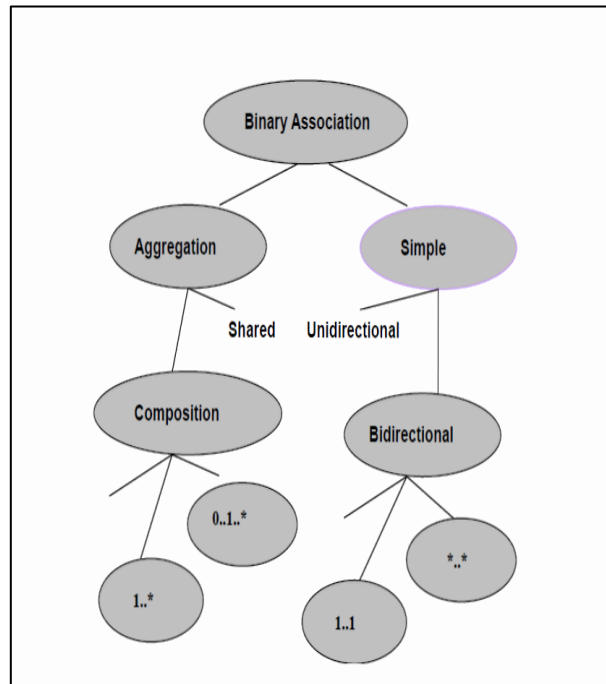 Binary Association
Aggregation
Simple
Shared
Unidirectional
Composition
Bidirectional
0..1..*
*..*
1..*
1..1